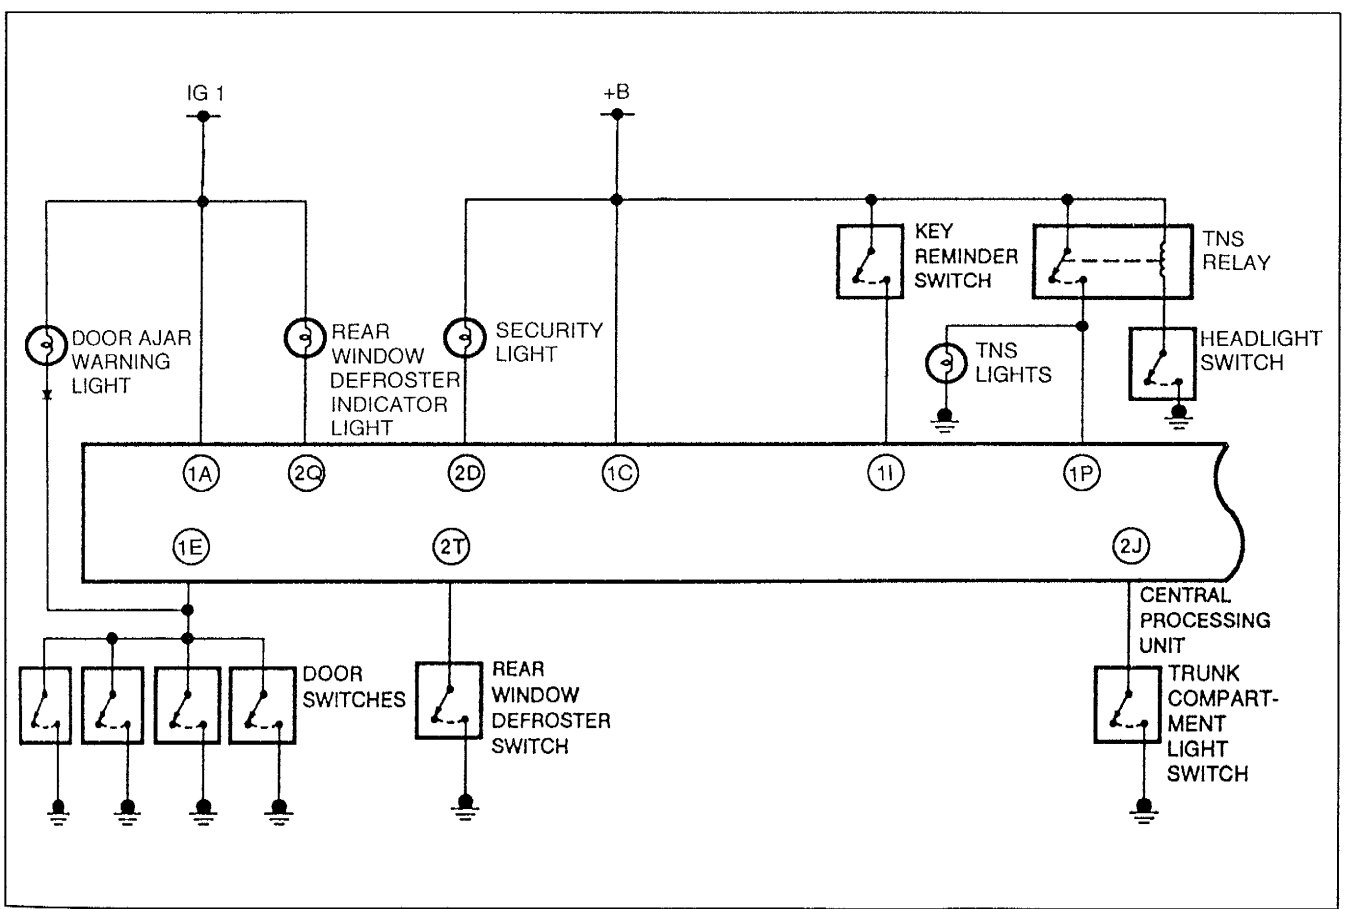 IG 1
+B
KEY
REMINDER
SWITCH
TNS
RELAY
DOOR AJAR
WARNING
LIGHT
REAR
WINDOW
DEFROSTER
INDICATOR
LIGHT
SECURITY
LIGHT
TNS
LIGHTS
HEADLIGHT
SWITCH
1A
2Q
2D
1C
1I
1P
1E
2T
2J
CENTRAL
PROCESSING
UNIT
DOOR
SWITCHES
REAR
WINDOW
DEFROSTER
SWITCH
TRUNK
COMPART-
MENT
LIGHT
SWITCH